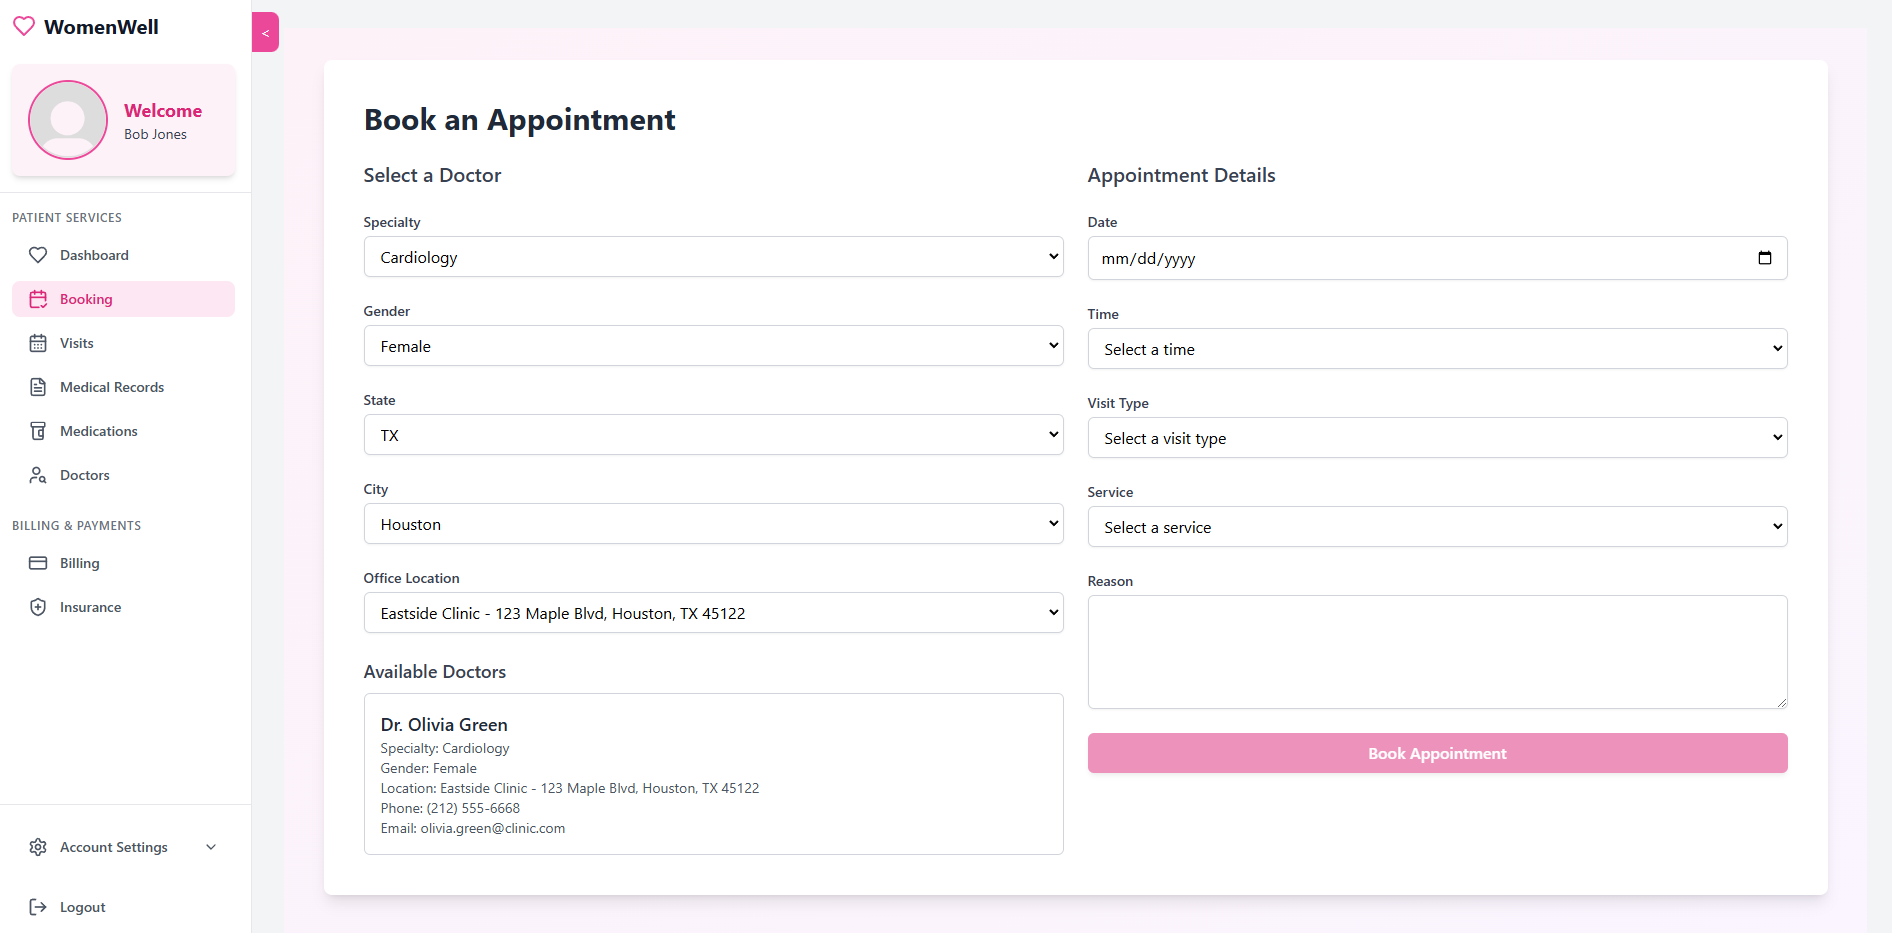 WomenWell
<
Welcome
Bob Jones
PATIENT SERVICES
Dashboard
Booking
Visits
Medical Records
Medications
Doctors
BILLING & PAYMENTS
Billing
Insurance
Account Settings
Logout
Book an Appointment
Select a Doctor
Specialty
Cardiology
Gender
Female
State
TX
City
Houston
Office Location
Eastside Clinic - 123 Maple Blvd, Houston, TX 45122
Available Doctors
Dr. Olivia Green
Specialty: Cardiology
Gender: Female
Location: Eastside Clinic - 123 Maple Blvd, Houston, TX 45122
Phone: (212) 555-6668
Email: olivia.green@clinic.com
Appointment Details
Date
mm/dd/yyyy
Time
Select a time
Visit Type
Select a visit type
Service
Select a service
Reason
Book Appointment